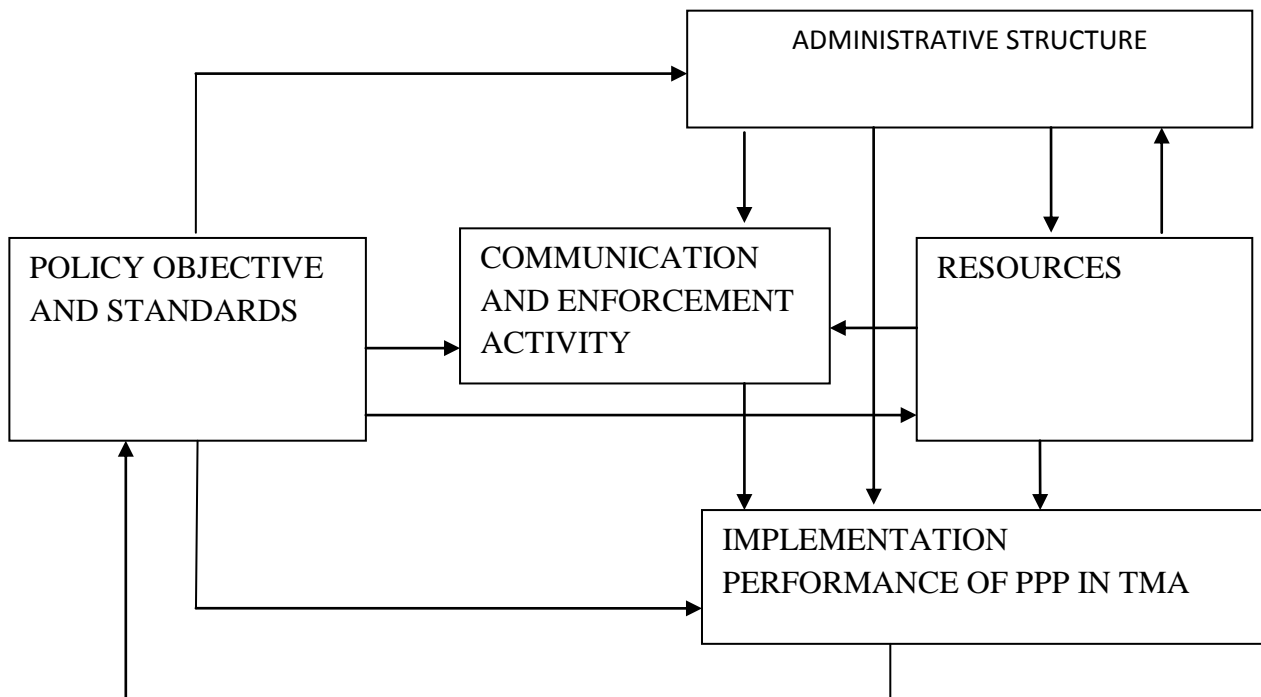 ADMINISTRATIVE STRUCTURE
POLICY OBJECTIVE
AND STANDARDS
COMMUNICATION
AND ENFORCEMENT
ACTIVITY
RESOURCES
IMPLEMENTATION
PERFORMANCE OF PPP IN TMA